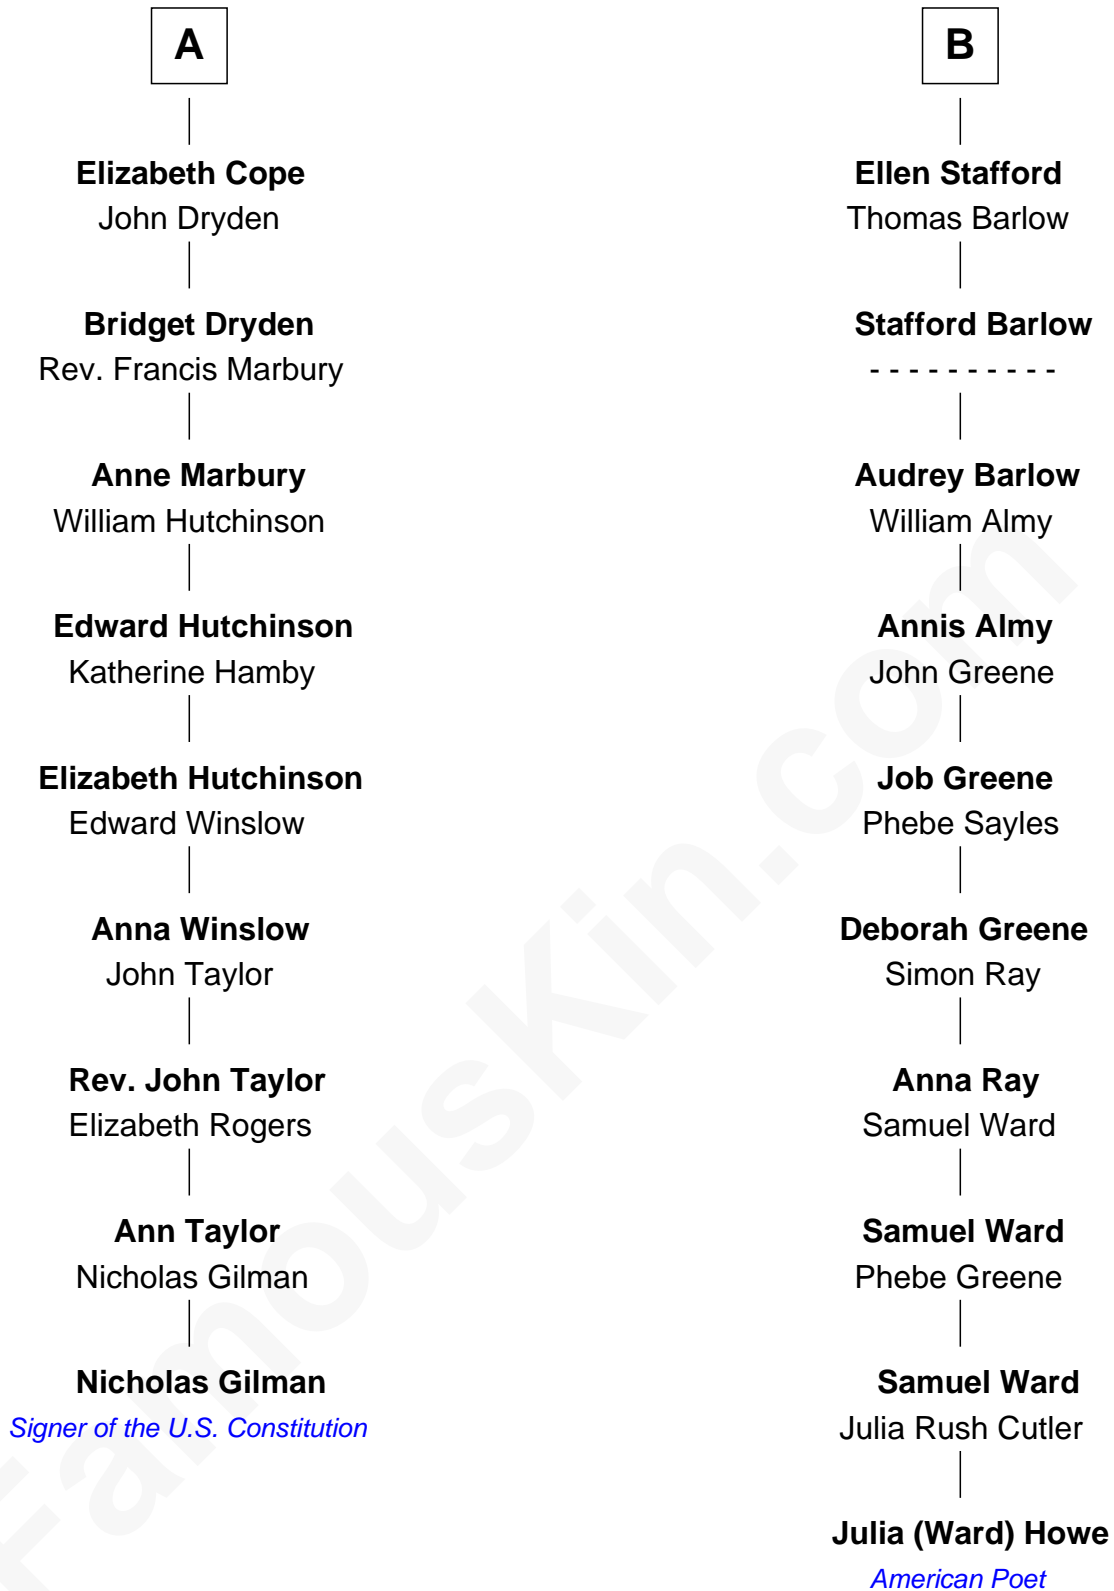 A
Elizabeth Cope
John Dryden
Bridget Dryden
Rev. Francis Marbury
Anne Marbury
William Hutchinson
Edward Hutchinson
Katherine Hamby
Elizabeth Hutchinson
Edward Winslow
Anna Winslow
John Taylor
Rev. John Taylor
Elizabeth Rogers
Ann Taylor
Nicholas Gilman
Nicholas Gilman
Signer of the U.S. Constitution
B
Ellen Stafford
Thomas Barlow
Stafford Barlow
- - - - - - - - - -
Audrey Barlow
William Almy
Annis Almy
John Greene
Job Greene
Phebe Sayles
Deborah Greene
Simon Ray
Anna Ray
Samuel Ward
Samuel Ward
Phebe Greene
Samuel Ward
Julia Rush Cutler
Julia (Ward) Howe
American Poet
FamousKin.com